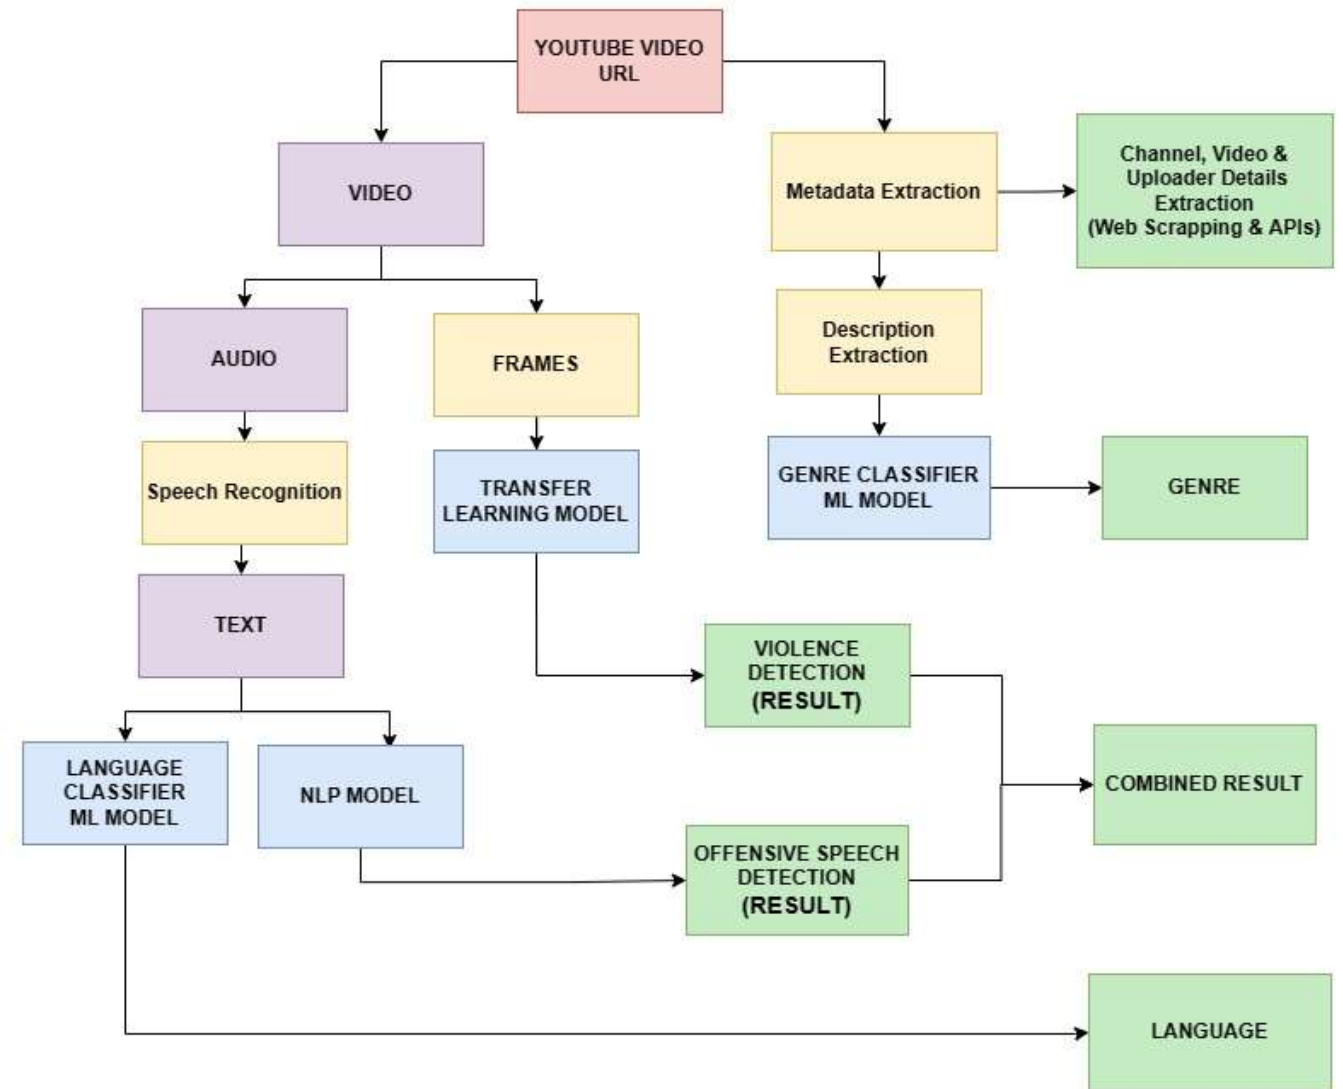 YOUTUBE VIDEO
URL
VIDEO
Metadata Extraction
Channel, Video &
Uploader Details
Extraction
(Web Scrapping & APIs)
AUDIO
FRAMES
Description
Extraction
Speech Recognition
TRANSFER
LEARNING MODEL
GENRE CLASSIFIER
ML MODEL
GENRE
TEXT
VIOLENCE
DETECTION
(RESULT)
LANGUAGE
CLASSIFIER
ML MODEL
NLP MODEL
COMBINED RESULT
OFFENSIVE SPEECH
DETECTION
(RESULT)
LANGUAGE